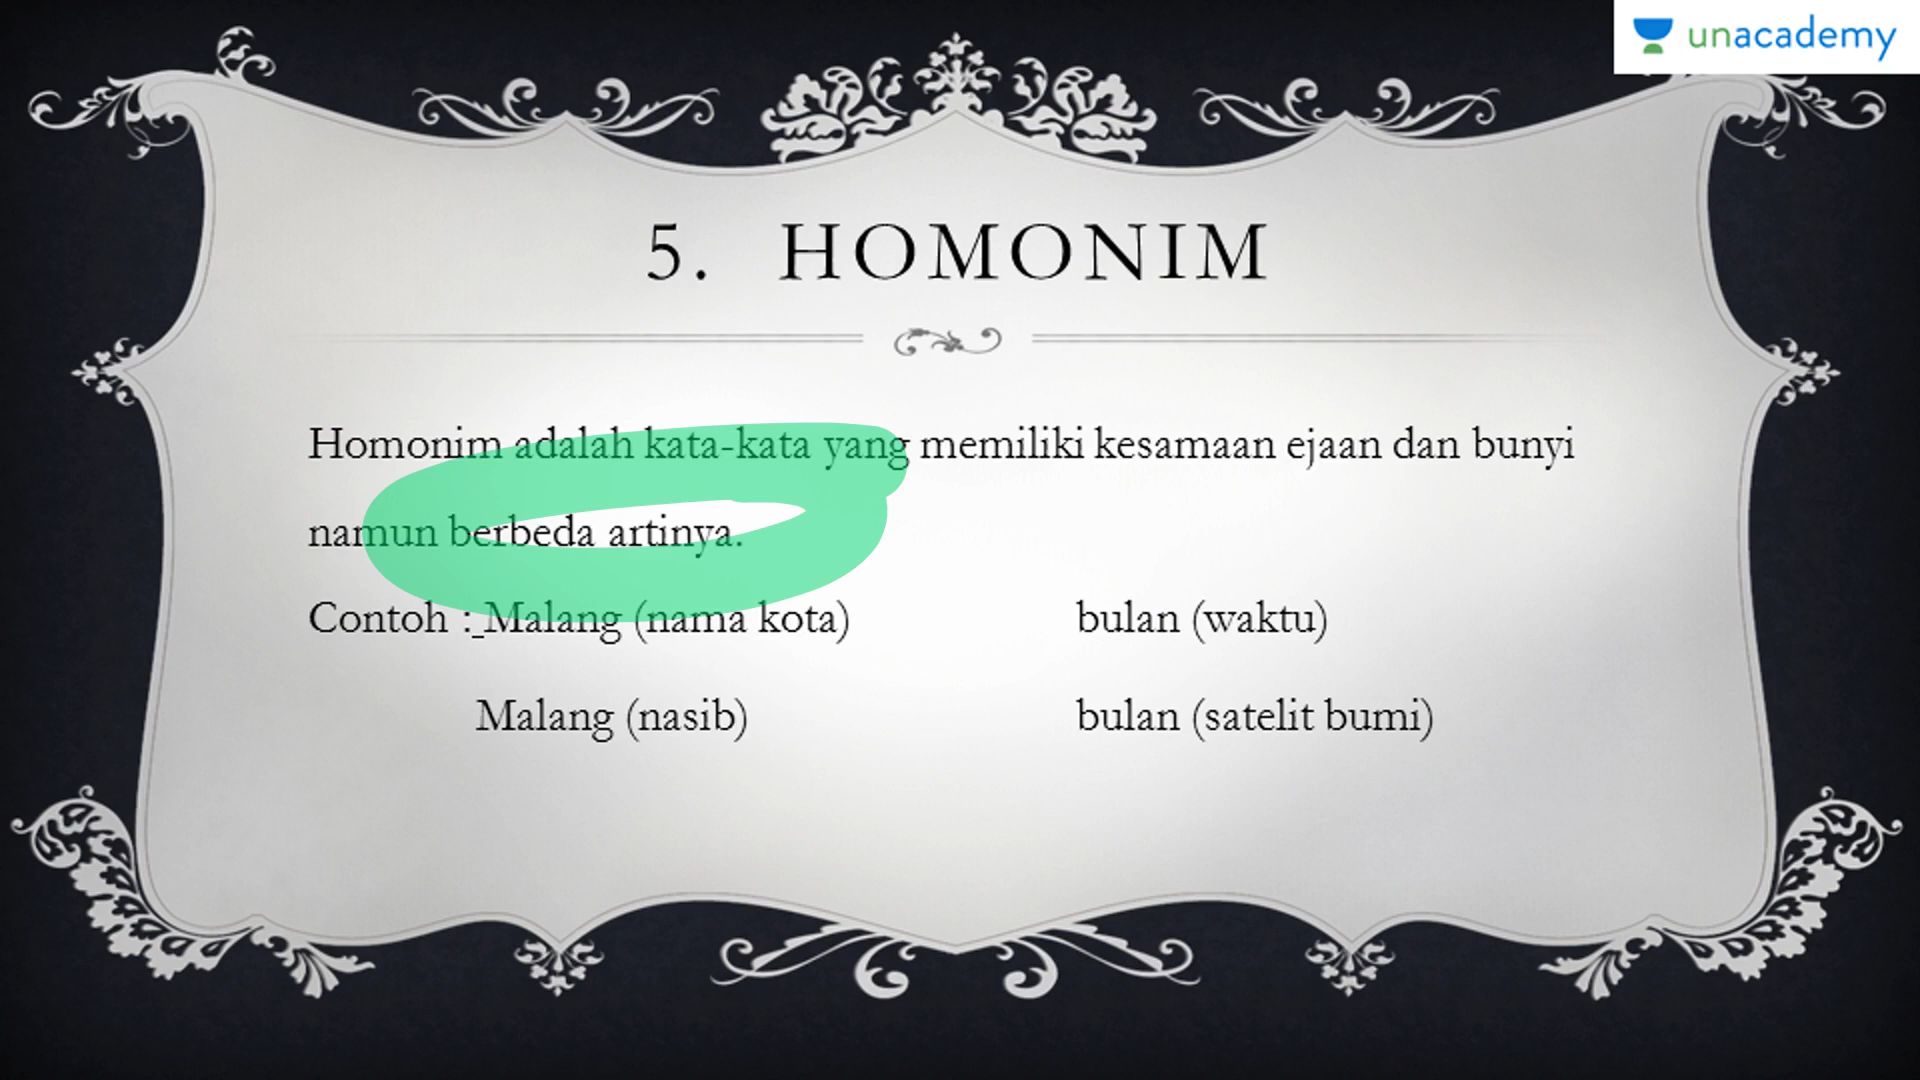 unacademy
5. HOMONIM
Homonim adalah kata-kata yang memiliki kesamaan ejaan dan bunyi
namun berbeda artinya.
Contoh : Malang (nama kota) bulan (waktu)
Malang (nasib) bulan (satelit bumi)